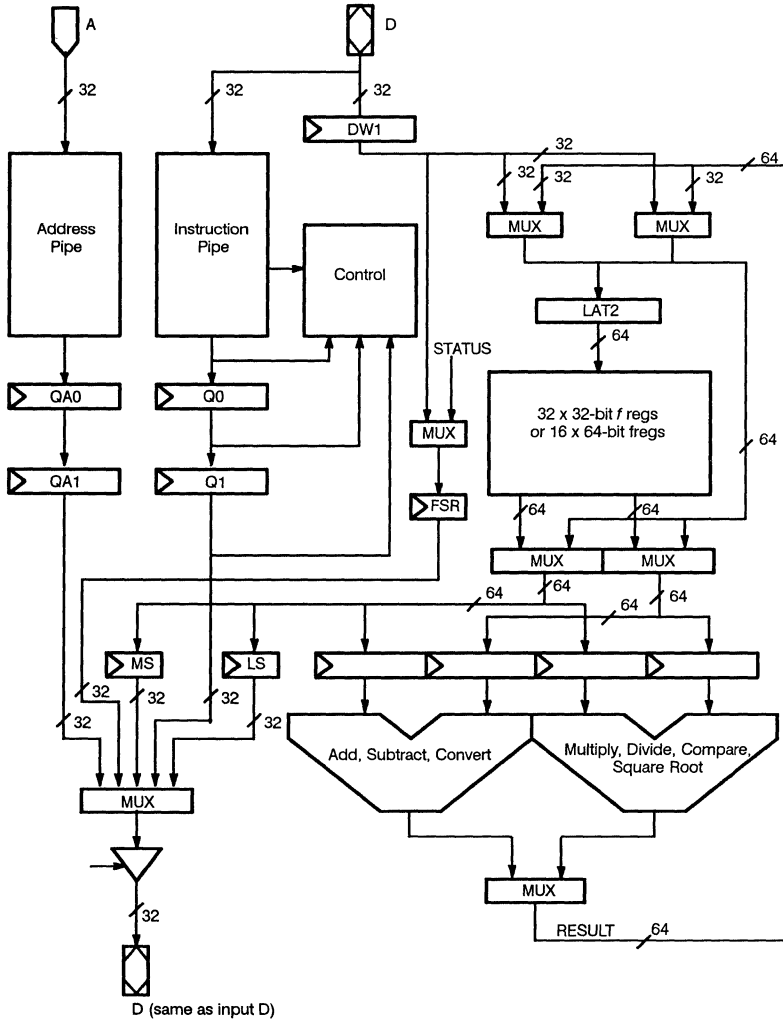 A
D
32
32
32
DW1
32
64
32
32
32
MUX
MUX
Address
Pipe
Instruction
Pipe
Control
LAT2
64
STATUS
32 x 32-bit f regs
or 16 x 64-bit fregs
QA0
Q0
MUX
64
QA1
Q1
FSR
64
64
MUX
MUX
64
64
64
64
MS
LS
32
32
32
32
32
Add, Subtract, Convert
Multiply, Divide, Compare,
Square Root
MUX
MUX
32
RESULT
64
D (same as input D)